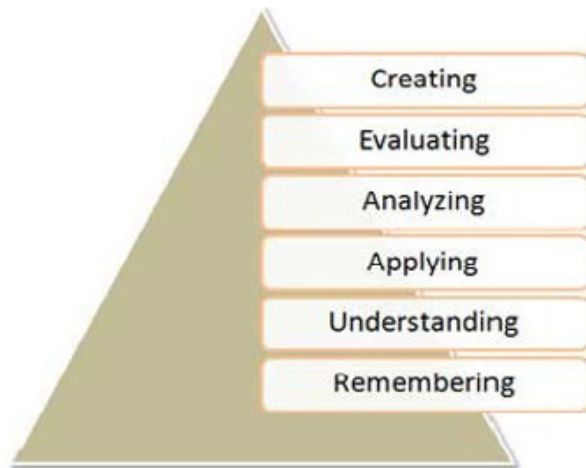 Creating
Evaluating
Analyzing
Applying
Understanding
Remembering